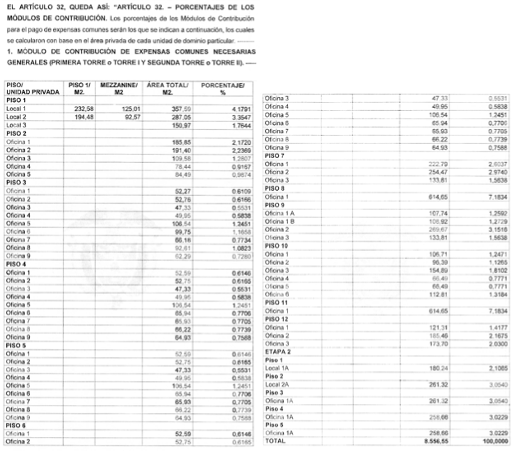 EL ARTÍCULO 32, QUEDA ASÍ: "ARTÍCULO 32. – PORCENTAJES DE LOS
MÓDULOS DE CONTRIBUCIÓN. Los porcentajes de los Módulos de Contribución
para el pago de expensas comunes serán los que se indican a continuación, los cuales
se calcularon con base en el área privada de cada unidad de dominio particular:
1. MÓDULO DE CONTRIBUCIÓN DE EXPENSAS COMUNES NECESARIAS
GENERALES (PRIMERA TORRE o TORRE I Y SEGUNDA TORRE o TORRE II).
PISO/ UNIDAD PRIVADA PISO 1/ M2. MEZZANINE/ M2 ÁREA TOTAL/ M2. PORCENTAJE/ %
PISO 1
Local 1 232,58 125,01 357,59 4.1791
Local 2 194,48 92,57 287,05 3.3547
Local 3 150,97 1.7644
PISO 2
Oficina 1 185,85 2,1720
Oficina 2 191,40 2,2369
Oficina 3 109,58 1.2807
Oficina 4 78,44 0.9167
Oficina 5 84,49 0.9874
PISO 3
Oficina 1 52,27 0.6109
Oficina 2 52,76 0.6166
Oficina 3 47,33 0.5531
Oficina 4 49,95 0.5838
Oficina 5 106,54 1.2451
Oficina 6 99,75 1.1658
Oficina 7 66,18 0.7734
Oficina 8 92,61 1.0823
Oficina 9 62,29 0.7280
PISO 4
Oficina 1 52,59 0.6146
Oficina 2 52,75 0.6165
Oficina 3 47,33 0.5531
Oficina 4 49,95 0.5838
Oficina 5 106,54 1.2451
Oficina 6 65,94 0.7706
Oficina 7 65,93 0.7705
Oficina 8 66,22 0.7739
Oficina 9 64,93 0.7588
PISO 5
Oficina 1 52,59 0.6146
Oficina 2 52,75 0.6165
Oficina 3 47,33 0,5531
Oficina 4 49,95 0,5838
Oficina 5 106,54 1,2451
Oficina 6 65,94 0,7706
Oficina 7 65,93 0,7705
Oficina 8 66,22 0,7739
Oficina 9 64,93 0,7588
PISO 6
Oficina 1 52,59 0,6146
Oficina 2 52,75 0,6165
Oficina 3 47,33 0,5531
Oficina 4 49,95 0,5838
Oficina 5 106,54 1,2451
Oficina 6 65,94 0,7706
Oficina 7 65,93 0,7705
Oficina 8 66,22 0,7739
Oficina 9 64,93 0,7588
PISO 7
Oficina 1 222,79
Oficina 2 254,47 2,9740
Oficina 3 133,81 1,5638
PISO 8
Oficina 1 614,65 7,1834
PISO 9
Oficina 1 A 107,74 1,2592
Oficina 1 B
Oficina 2 269,67 3,1516
Oficina 3 133,81 1,5638
PISO 10
Oficina 1 106,71 1,2471
Oficina 2 96,39 1,1265
Oficina 3 154,89 1,8102
Oficina 4 66,49 0,7771
Oficina 5 66,49 0,7771
Oficina 6 112,81 1,3184
PISO 11
Oficina 1 614,65 7,1834
PISO 12
Oficina 1 121,31 1,4177
Oficina 2 185,46 2,1675
Oficina 3 173,70 2,0300
ETAPA 2
Piso 1
Local 1A 180,24 2,1065
Piso 2
Local 2A 261,32 3,0540
Piso 3
Oficina 1A 261,32 3,0540
Piso 4
Oficina 1A 258,66 3,0229
Piso 5
Oficina 1A 258,66 3,0229
TOTAL 8.556,55 100,0000